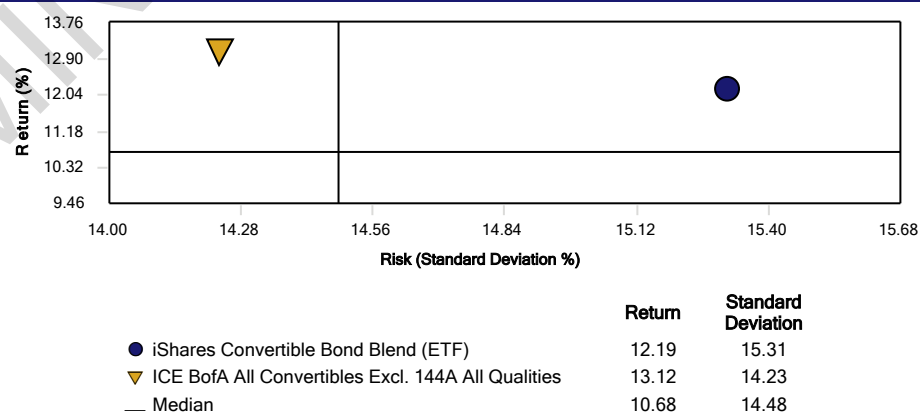 13.76
12.90
12.04
11.18
10.32
9.46
Return (%)
14.00 14.28 14.56 14.84 15.12 15.40 15.68
Risk (Standard Deviation %)
Return Standard Deviation
iShares Convertible Bond Blend (ETF) 12.19 15.31
ICE BofA All Convertibles Excl. 144A All Qualities 13.12 14.23
Median 10.68 14.48